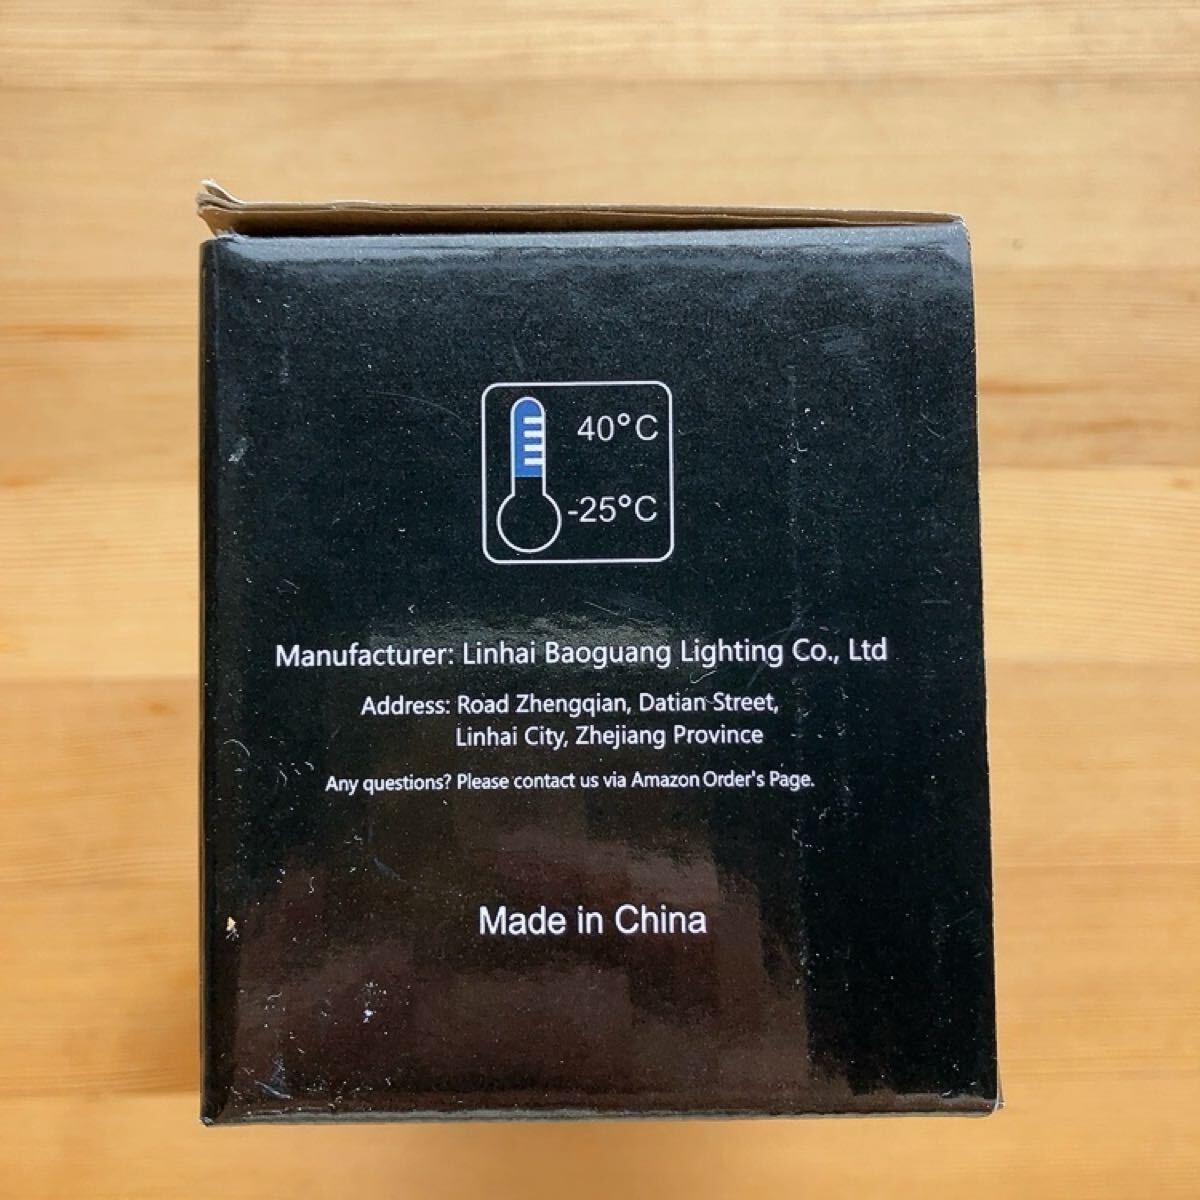 40°C
-25°C
Manufacturer: Linhai Baoguang Lighting Co., Ltd
Address: Road Zhengqian, Datian Street,
Linhai City, Zhejiang Province
Any questions? Please contact us via Amazon Order's Page.
Made in China